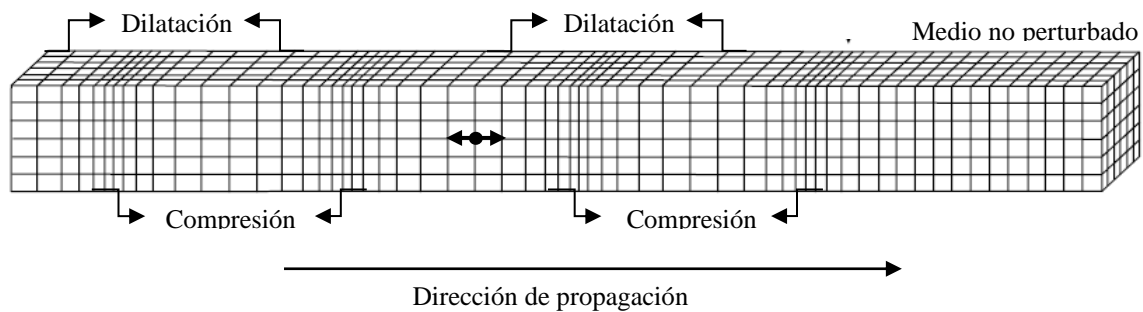 Dilatación
Dilatación
Medio no perturbado
Compresión
Compresión
Dirección de propagación